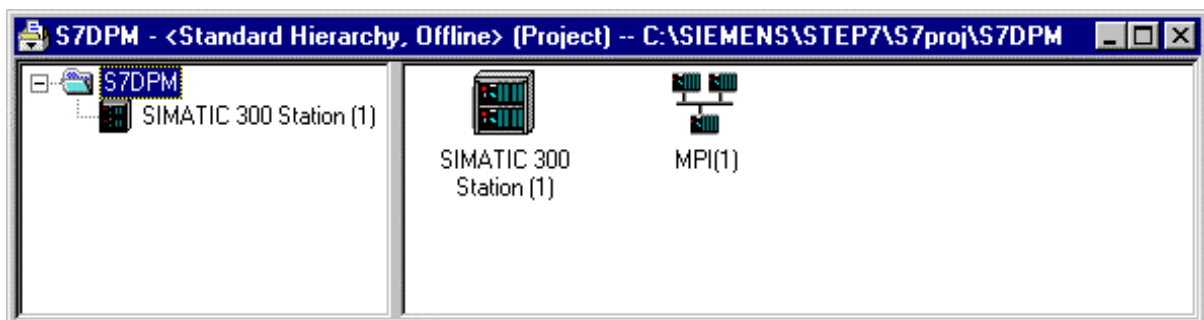 S7DPM - <Standard Hierarchy, Offline> (Project) -- C:\SIEMENS\STEP7\S7proj\S7DPM
S7DPM
SIMATIC 300 Station (1)
SIMATIC 300
Station (1)
MPI(1)